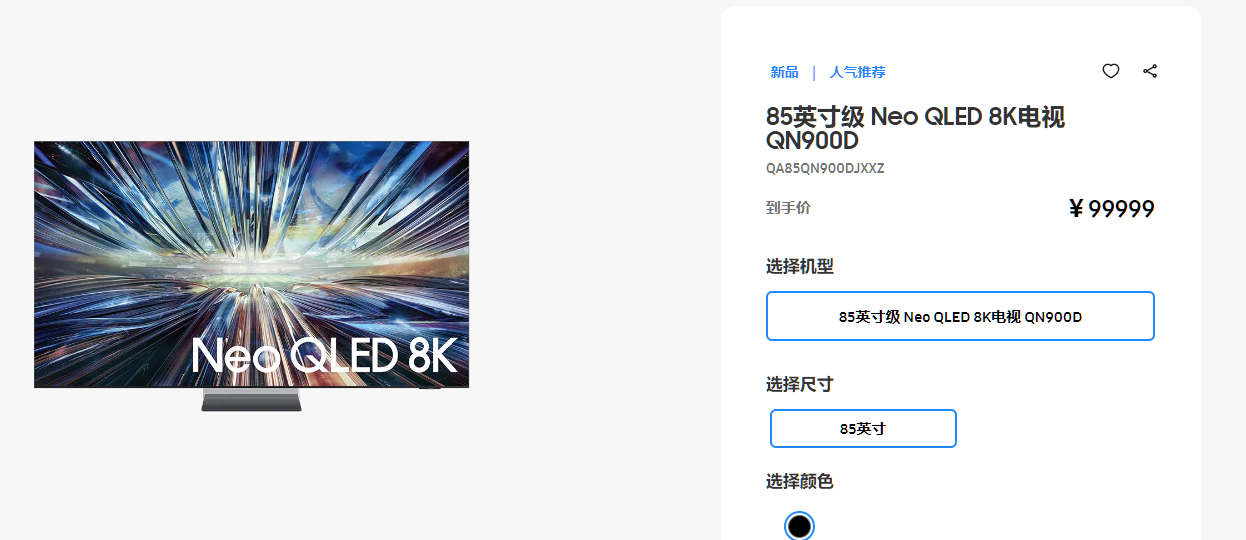 新品 | 人气推荐
85英寸级 Neo QLED 8K电视
QN900D
QA85QN900DJXXZ
到手价
¥ 99999
选择机型
85英寸级 Neo QLED 8K电视 QN900D
选择尺寸
85英寸
选择颜色
Neo QLED 8K